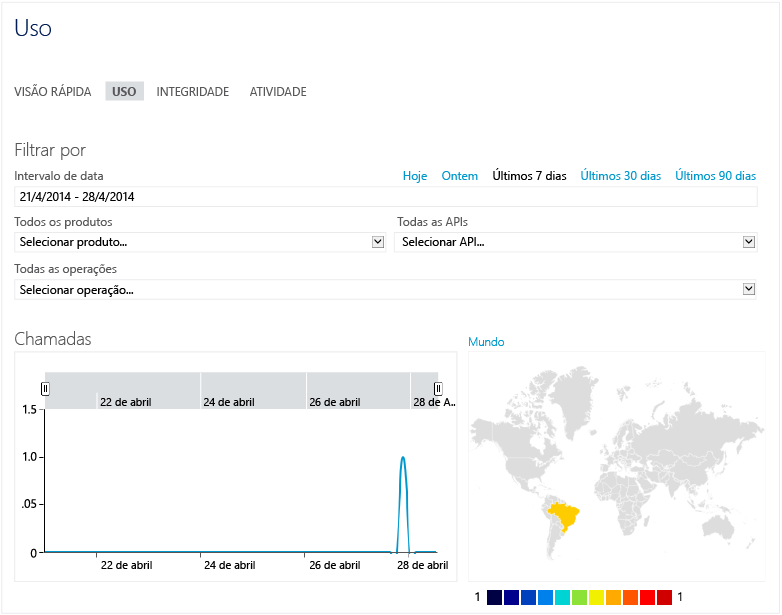 Uso
VISÃO RÁPIDA USO INTEGRIDADE ATIVIDADE
Filtrar por
Intervalo de data Hoje Ontem Últimos 7 dias Últimos 30 dias Últimos 90 dias
21/4/2014 - 28/4/2014
Todos os produtos Todas as APIs
Selecionar produto... Selecionar API...
Todas as operações
Selecionar operação...
Chamadas Mundo
22 de abril 24 de abril 26 de abril 28 de A..
1.5
1.0
.05
0
22 de abril 24 de abril 26 de abril 28 de abril
1 1